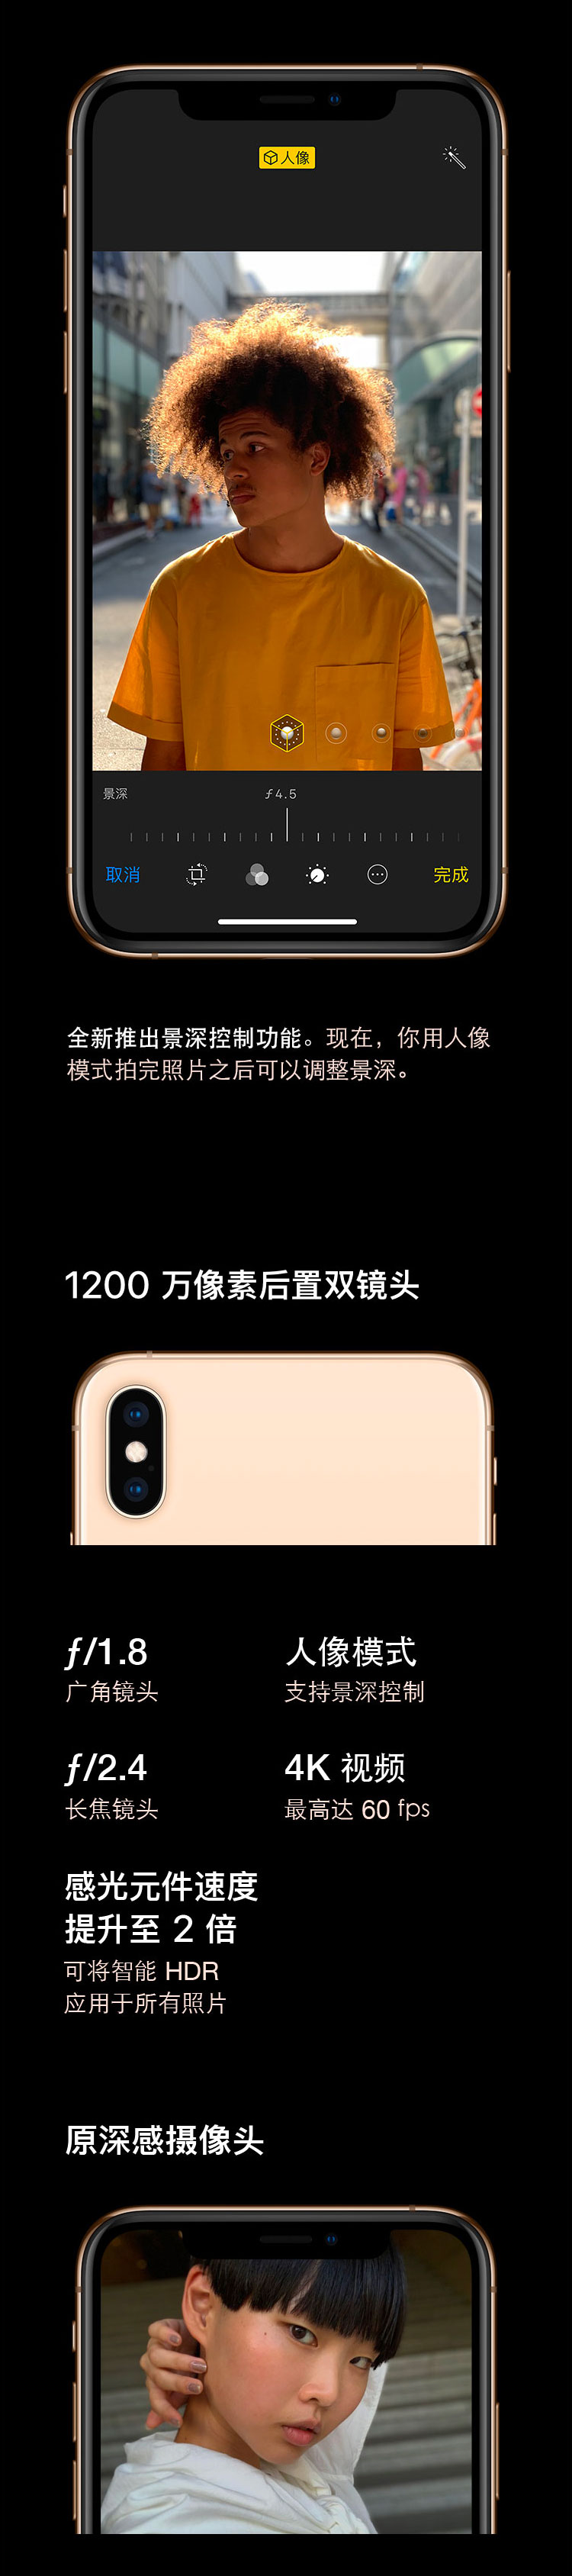 人像
景深
ƒ4.5
取消
完成
全新推出景深控制功能。现在，你用人像
模式拍完照片之后可以调整景深。
1200 万像素后置双镜头
ƒ/1.8
广角镜头
人像模式
支持景深控制
ƒ/2.4
长焦镜头
4K 视频
最高达 60 fps
感光元件速度
提升至 2 倍
可将智能 HDR
应用于所有照片
原深感摄像头